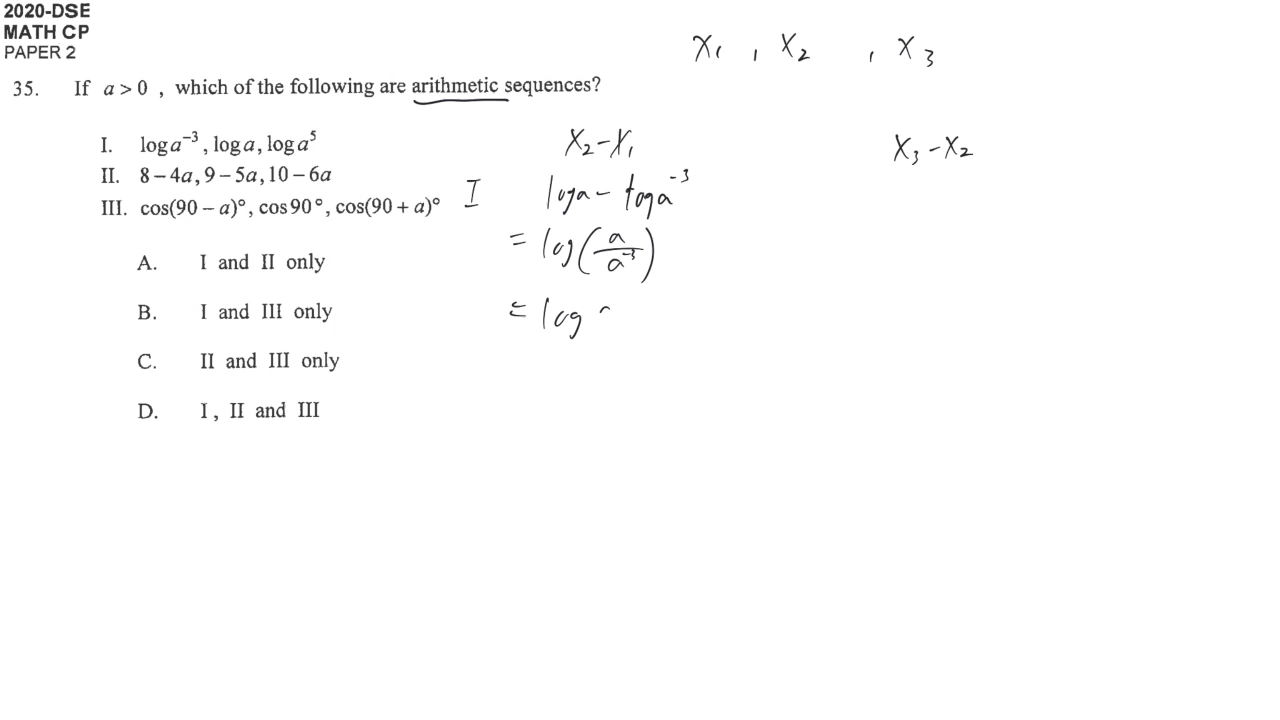 2020-DSE
MATH CP
PAPER 2
x₁ , x₂ , x₃
35. If a > 0 , which of the following are arithmetic sequences?
I. log a⁻³ , log a , log a⁵
II. 8 − 4a , 9 − 5a , 10 − 6a
III. cos(90 − a)° , cos 90° , cos(90 + a)°
x₂ − x₁
x₃ − x₂
I log a − log a⁻³
= log(a/a⁻³)
= log
A. I and II only
B. I and III only
C. II and III only
D. I , II and III